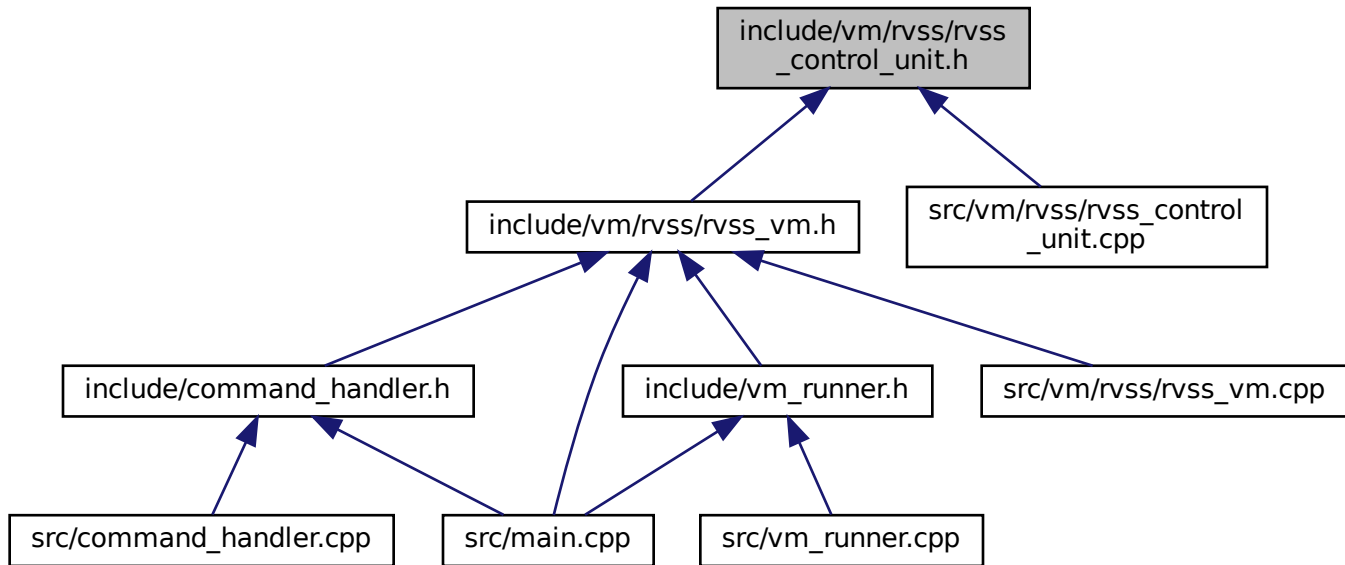 include/vm/rvss/rvss
_control_unit.h
include/vm/rvss/rvss_vm.h
src/vm/rvss/rvss_control
_unit.cpp
include/command_handler.h
include/vm_runner.h
src/vm/rvss/rvss_vm.cpp
src/command_handler.cpp
src/main.cpp
src/vm_runner.cpp